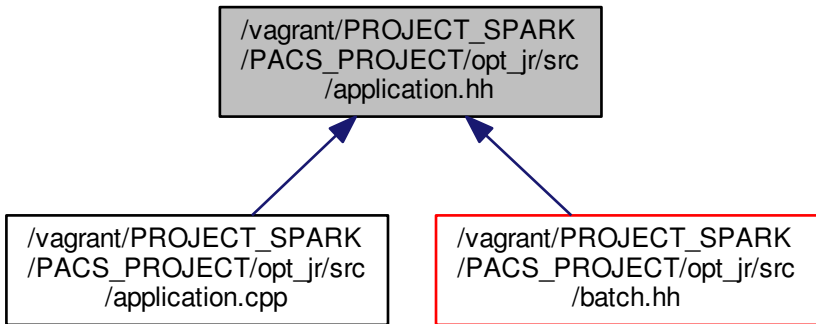 /vagrant/PROJECT_SPARK
/PACS_PROJECT/opt_jr/src
/application.hh
/vagrant/PROJECT_SPARK
/PACS_PROJECT/opt_jr/src
/application.cpp
/vagrant/PROJECT_SPARK
/PACS_PROJECT/opt_jr/src
/batch.hh